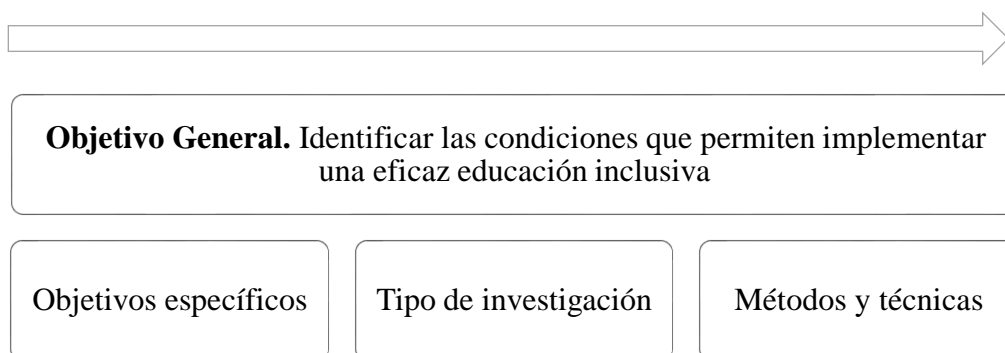 Objetivo General. Identificar las condiciones que permiten implementar
una eficaz educación inclusiva
Objetivos específicos
Tipo de investigación
Métodos y técnicas